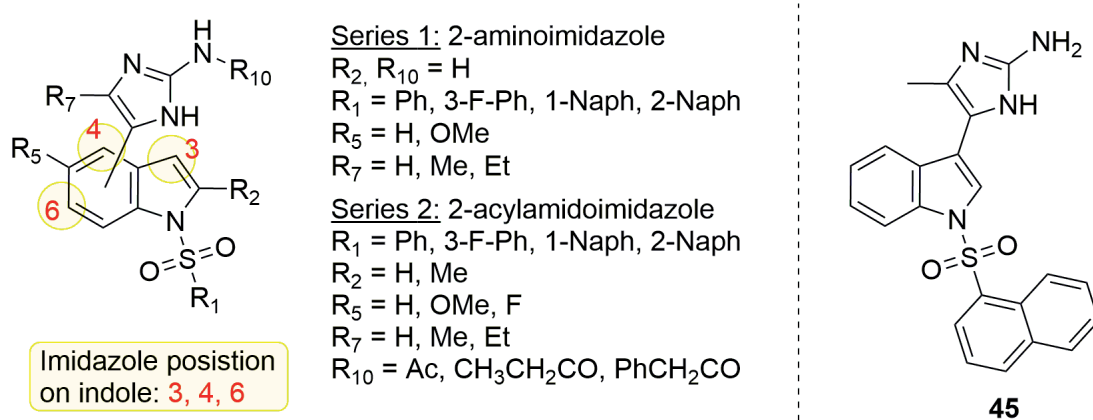 N
H
N
R10
R7
NH
R5
4
3
6
R2
N
O
S
O
R1
Imidazole posistion
on indole: 3, 4, 6
Series 1: 2-aminoimidazole
R2, R10 = H
R1 = Ph, 3-F-Ph, 1-Naph, 2-Naph
R5 = H, OMe
R7 = H, Me, Et
Series 2: 2-acylamidoimidazole
R1 = Ph, 3-F-Ph, 1-Naph, 2-Naph
R2 = H, Me
R5 = H, OMe, F
R7 = H, Me, Et
R10 = Ac, CH3CH2CO, PhCH2CO
N
NH2
NH
N
O
S
O
45